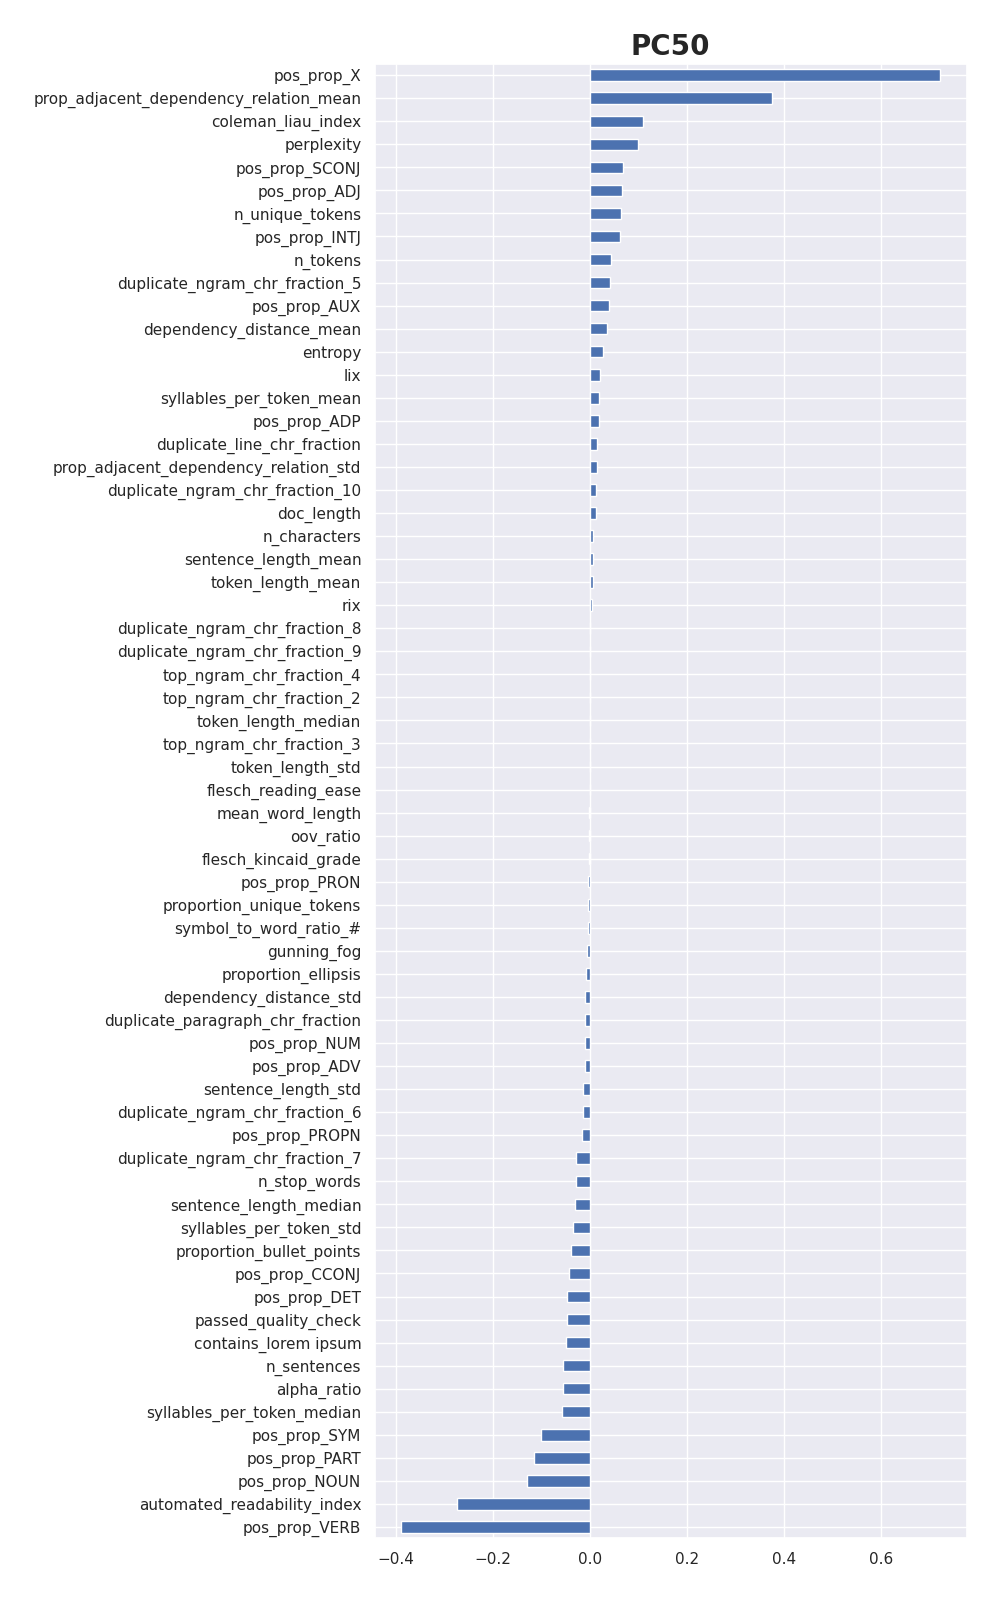 PC50
pos_prop_X
prop_adjacent_dependency_relation_mean
coleman_liau_index
perplexity
pos_prop_SCONJ
pos_prop_ADJ
n_unique_tokens
pos_prop_INTJ
n_tokens
duplicate_ngram_chr_fraction_5
pos_prop_AUX
dependency_distance_mean
entropy
lix
syllables_per_token_mean
pos_prop_ADP
duplicate_line_chr_fraction
prop_adjacent_dependency_relation_std
duplicate_ngram_chr_fraction_10
doc_length
n_characters
sentence_length_mean
token_length_mean
rix
duplicate_ngram_chr_fraction_8
duplicate_ngram_chr_fraction_9
top_ngram_chr_fraction_4
top_ngram_chr_fraction_2
token_length_median
top_ngram_chr_fraction_3
token_length_std
flesch_reading_ease
mean_word_length
oov_ratio
flesch_kincaid_grade
pos_prop_PRON
proportion_unique_tokens
symbol_to_word_ratio_#
gunning_fog
proportion_ellipsis
dependency_distance_std
duplicate_paragraph_chr_fraction
pos_prop_NUM
pos_prop_ADV
sentence_length_std
duplicate_ngram_chr_fraction_6
pos_prop_PROPN
duplicate_ngram_chr_fraction_7
n_stop_words
sentence_length_median
syllables_per_token_std
proportion_bullet_points
pos_prop_CCONJ
pos_prop_DET
passed_quality_check
contains_lorem ipsum
n_sentences
alpha_ratio
syllables_per_token_median
pos_prop_SYM
pos_prop_PART
pos_prop_NOUN
automated_readability_index
pos_prop_VERB
−0.4 −0.2 0.0 0.2 0.4 0.6